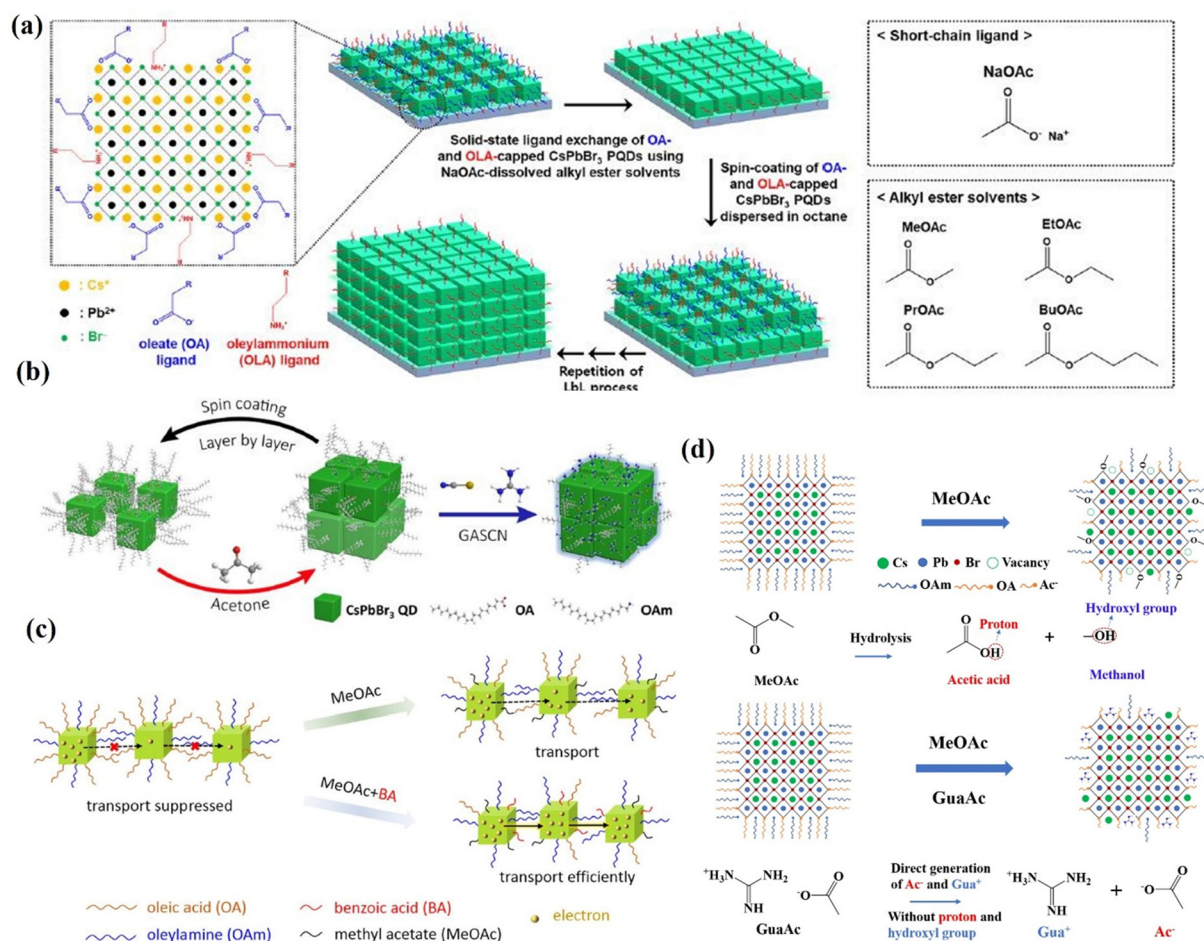 (a)
R
NH₃⁺
: Cs⁺
: Pb²⁺
: Br⁻
R
O⁻
oleate (OA)
ligand
R
NH₃⁺
oleylammonium
(OLA) ligand
Solid-state ligand exchange of OA-
and OLA-capped CsPbBr₃ PQDs using
NaOAc-dissolved alkyl ester solvents
Spin-coating of OA-
and OLA-capped
CsPbBr₃ PQDs
dispersed in octane
Repetition of
LbL process
< Short-chain ligand >
NaOAc
O
O⁻ Na⁺
< Alkyl ester solvents >
MeOAc
O
O
EtOAc
O
O
PrOAc
O
O
BuOAc
O
O
(b)
Spin coating
Layer by layer
Acetone
GASCN
CsPbBr₃ QD
OA
OAm
(c)
transport suppressed
MeOAc
transport
MeOAc+BA
transport efficiently
oleic acid (OA)
benzoic acid (BA)
electron
oleylamine (OAm)
methyl acetate (MeOAc)
(d)
MeOAc
Cs Pb Br Vacancy
OAm OA Ac⁻
Hydroxyl group
O
O
MeOAc
Hydrolysis
Proton
O
OH
Acetic acid
+
OH
Methanol
MeOAc
GuaAc
⁺H₃N NH₂
NH
⁻O O
GuaAc
Direct generation
of Ac⁻ and Gua⁺
Without proton and
hydroxyl group
⁺H₃N NH₂
NH
Gua⁺
+
⁻O O
Ac⁻